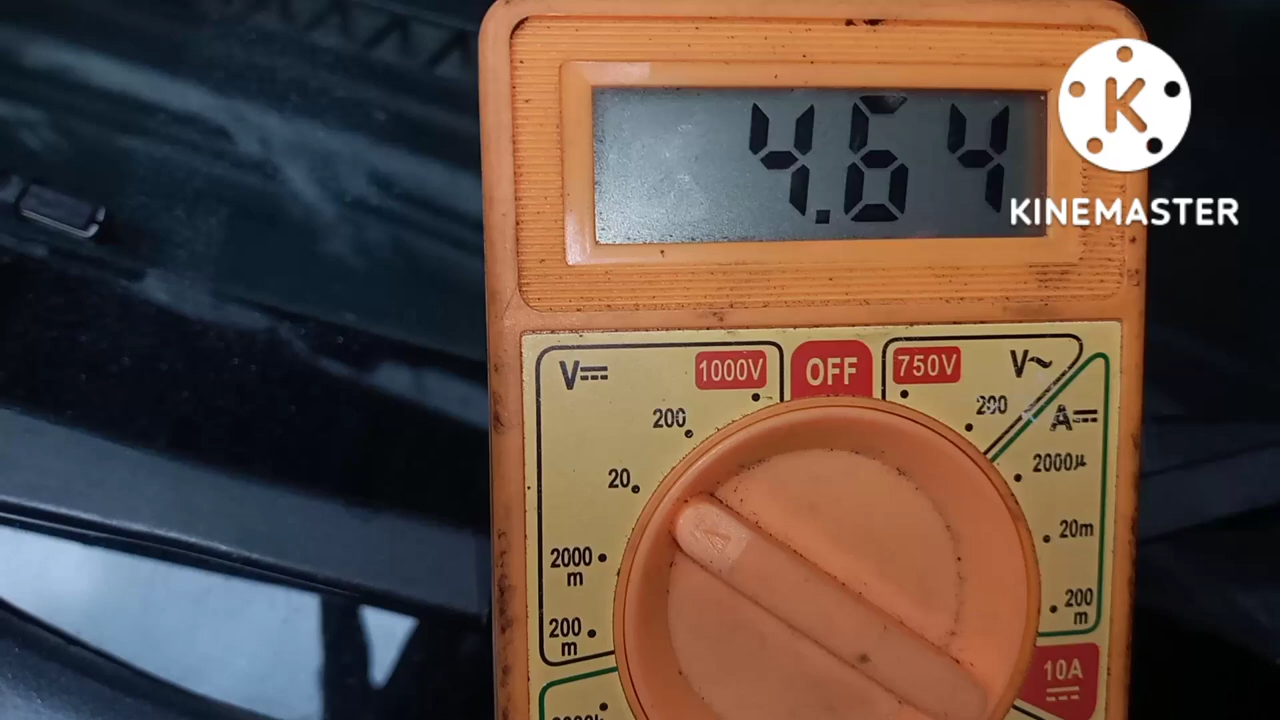 4.64
K
KINEMASTER
V⎓
1000V
OFF
750V
V~
200
200
A⎓
20
2000µ
2000
m
20m
200
m
200
m
10A